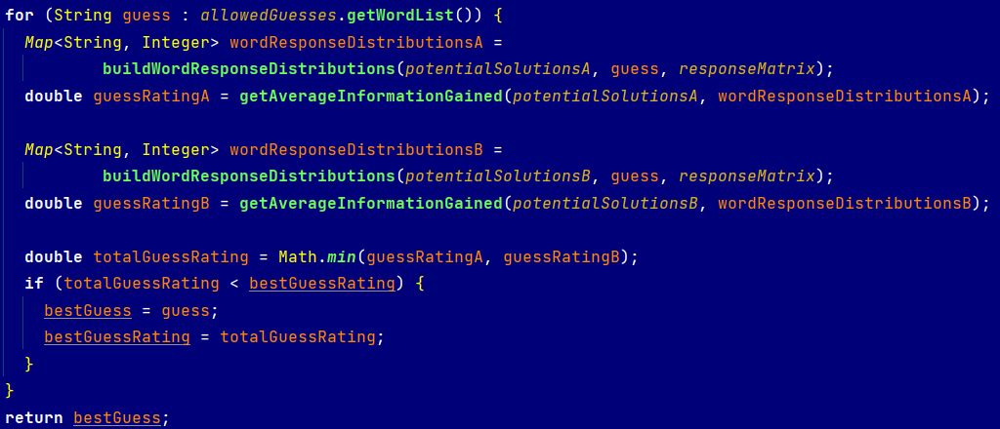 for (String guess : allowedGuesses.getWordList()) {
Map<String, Integer> wordResponseDistributionsA =
buildWordResponseDistributions(potentialSolutionsA, guess, responseMatrix);
double guessRatingA = getAverageInformationGained(potentialSolutionsA, wordResponseDistributionsA);
Map<String, Integer> wordResponseDistributionsB =
buildWordResponseDistributions(potentialSolutionsB, guess, responseMatrix);
double guessRatingB = getAverageInformationGained(potentialSolutionsB, wordResponseDistributionsB);
double totalGuessRating = Math.min(guessRatingA, guessRatingB);
if (totalGuessRating < bestGuessRating) {
bestGuess = guess;
bestGuessRating = totalGuessRating;
}
}
return bestGuess;